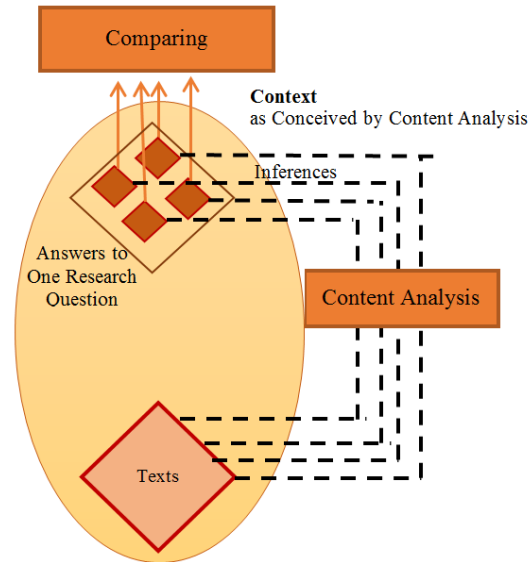 Comparing
Context
as Conceived by Content Analysis
Inferences
Answers to
One Research
Question
Content Analysis
Texts